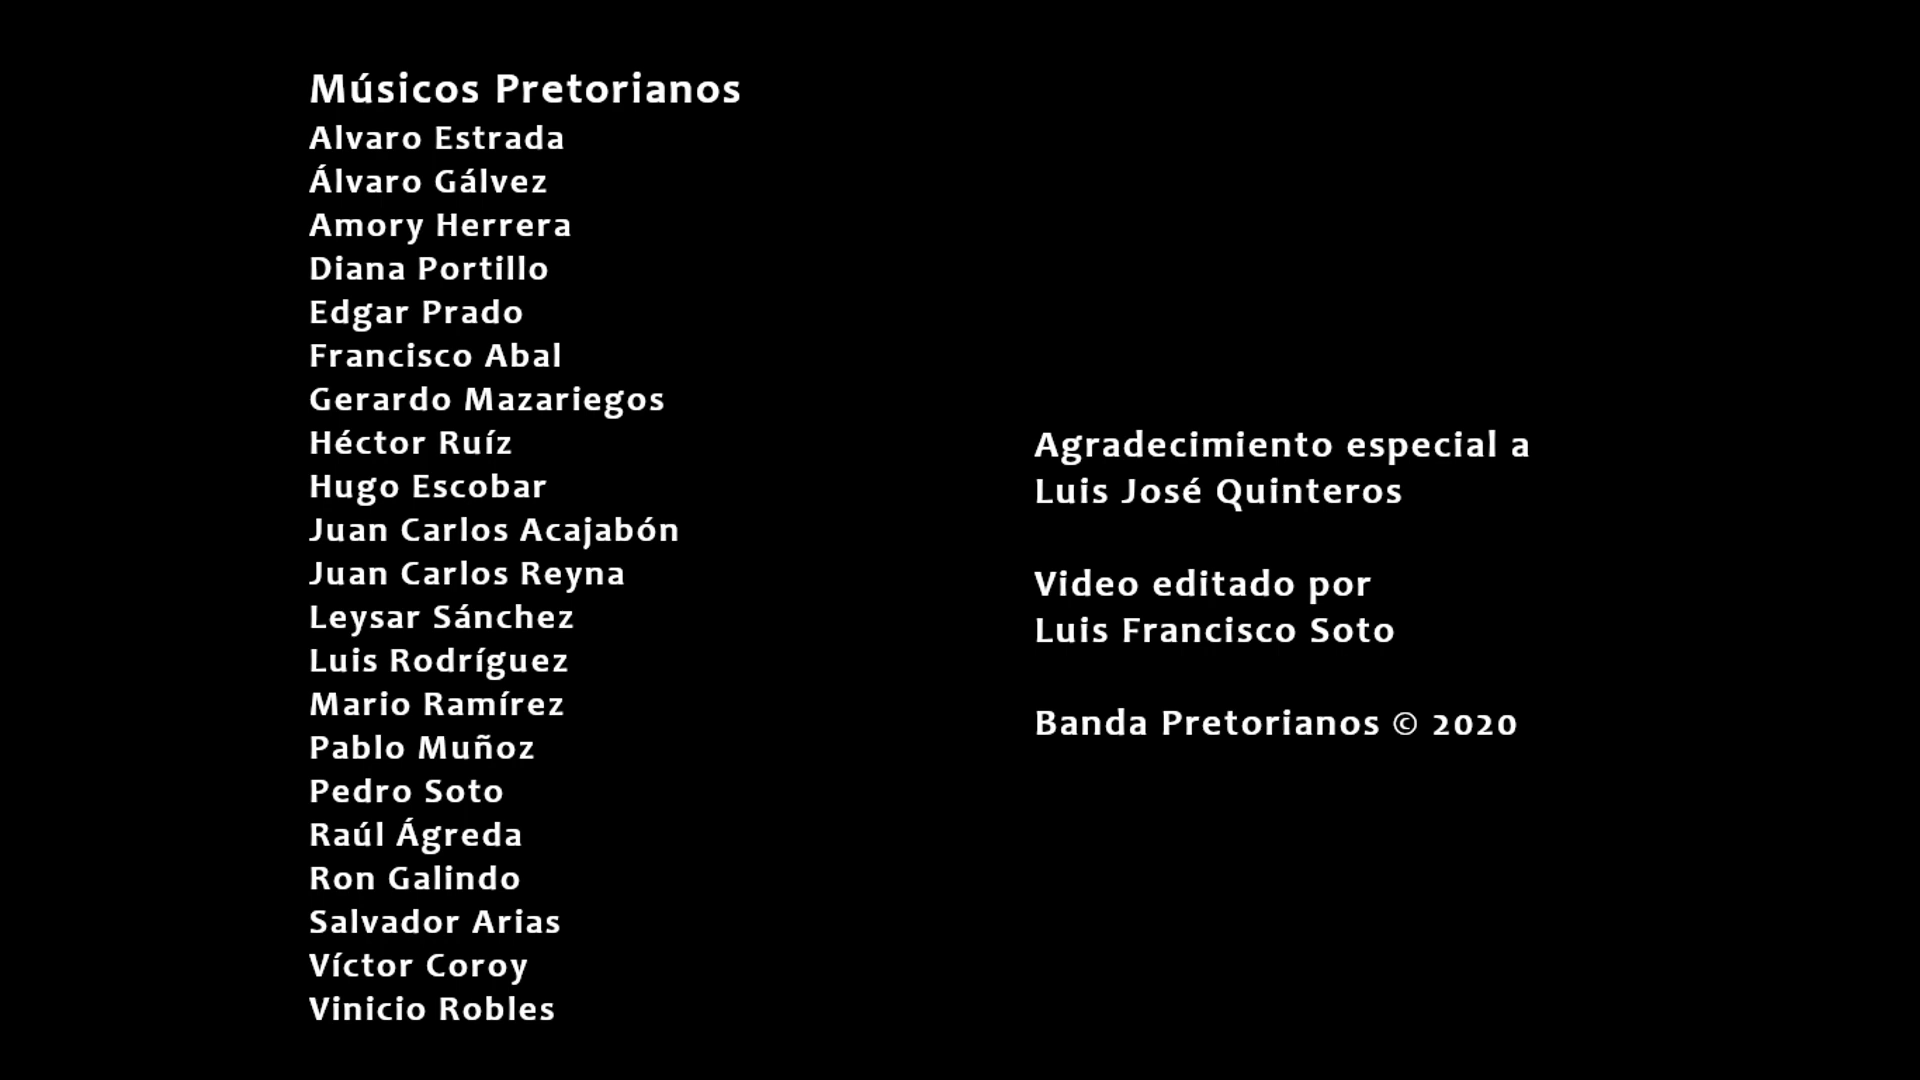 Músicos Pretorianos
Alvaro Estrada
Álvaro Gálvez
Amory Herrera
Diana Portillo
Edgar Prado
Francisco Abal
Gerardo Mazariegos
Héctor Ruíz
Hugo Escobar
Juan Carlos Acajabón
Juan Carlos Reyna
Leysar Sánchez
Luis Rodríguez
Mario Ramírez
Pablo Muñoz
Pedro Soto
Raúl Ágreda
Ron Galindo
Salvador Arias
Víctor Coroy
Vinicio Robles
Agradecimiento especial a
Luis José Quinteros
Video editado por
Luis Francisco Soto
Banda Pretorianos © 2020